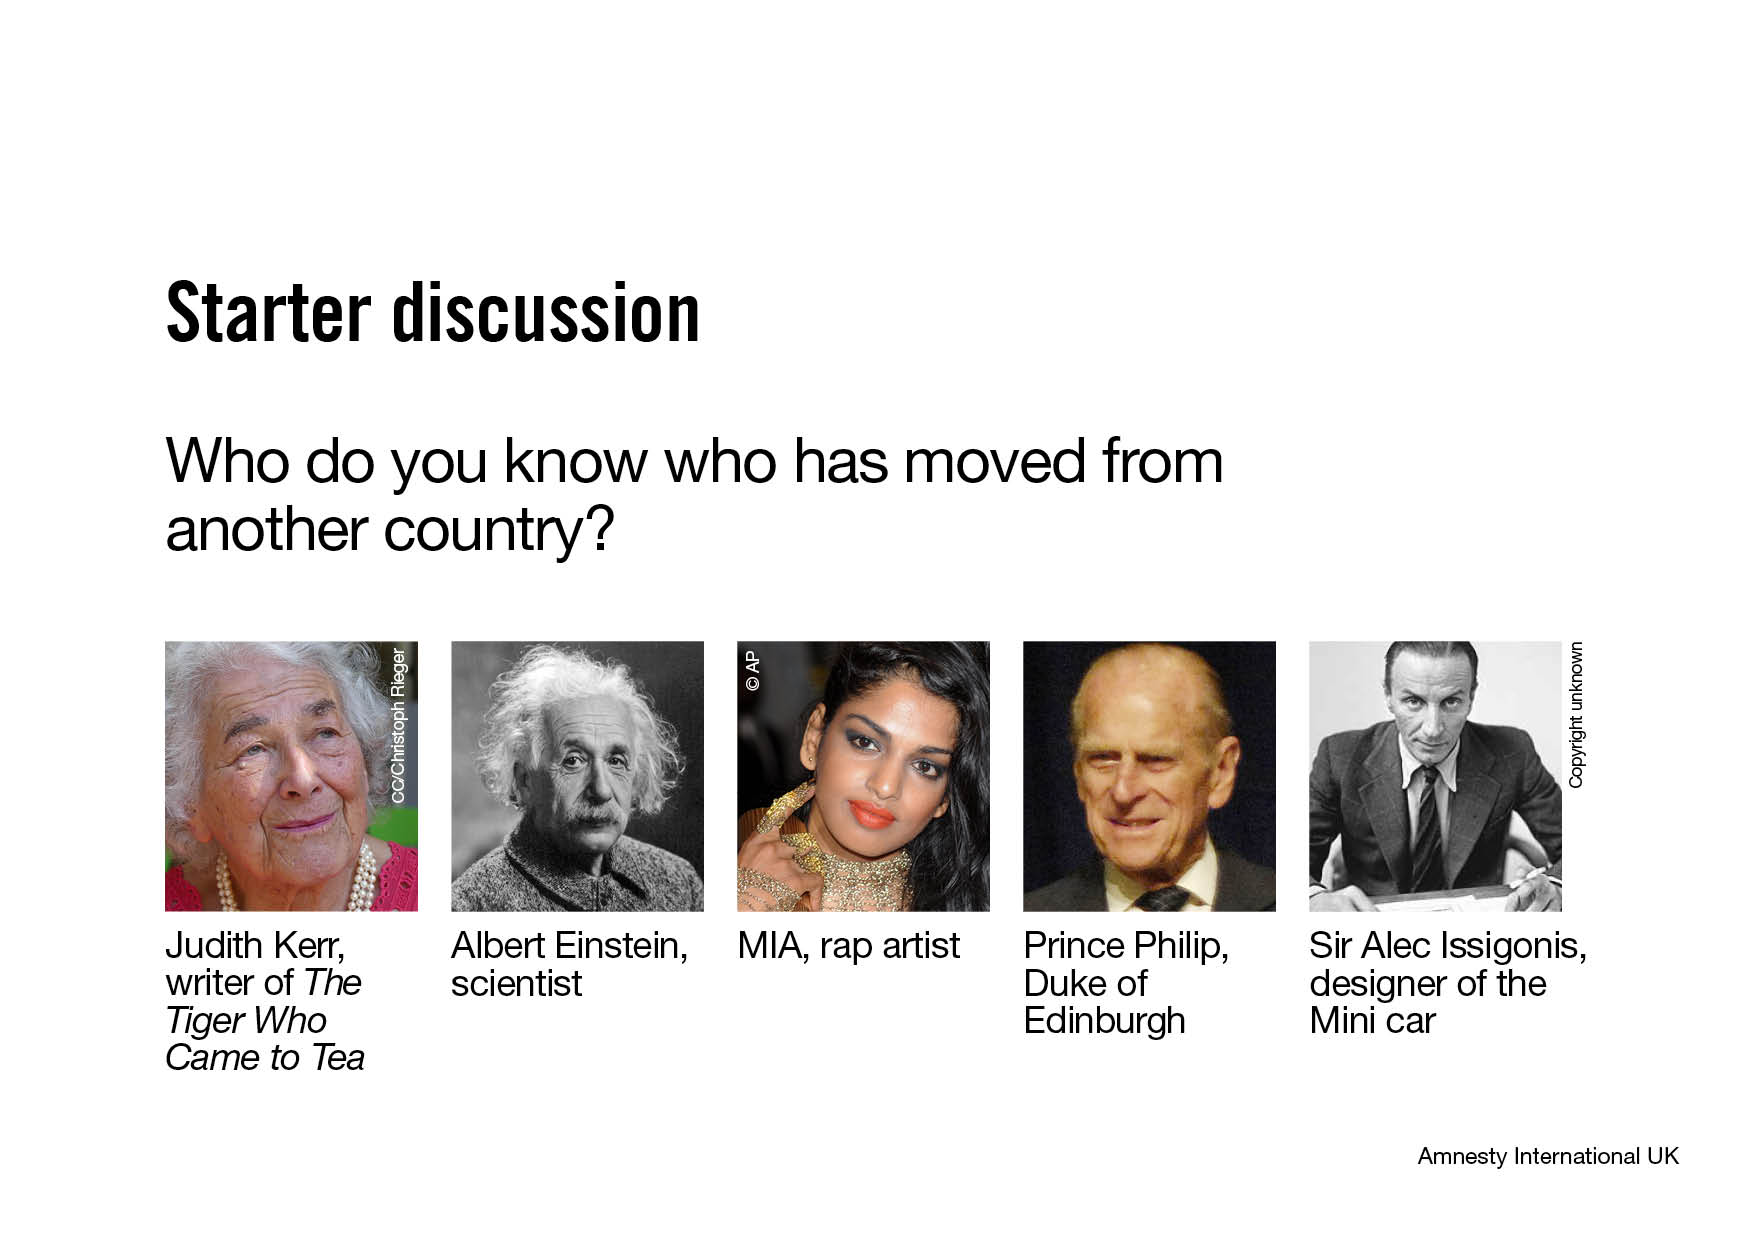 Starter discussion
Who do you know who has moved from
another country?
CC/Christoph Rieger
© AP
Copyright unknown
Judith Kerr,
writer of The
Tiger Who
Came to Tea
Albert Einstein,
scientist
MIA, rap artist
Prince Philip,
Duke of
Edinburgh
Sir Alec Issigonis,
designer of the
Mini car
Amnesty International UK